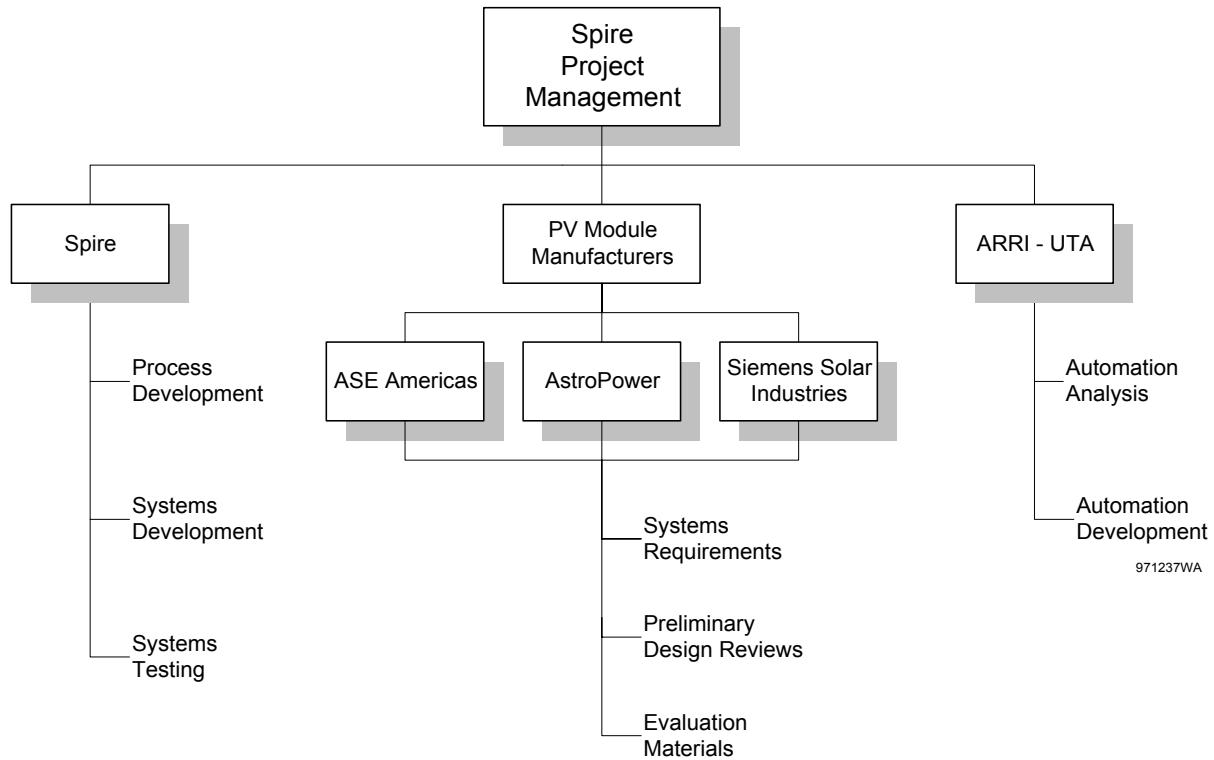 Spire
Project
Management
Spire
PV Module
Manufacturers
ARRI - UTA
ASE Americas
AstroPower
Siemens Solar
Industries
Process
Development
Systems
Development
Systems
Testing
Systems
Requirements
Preliminary
Design Reviews
Evaluation
Materials
Automation
Analysis
Automation
Development
971237WA